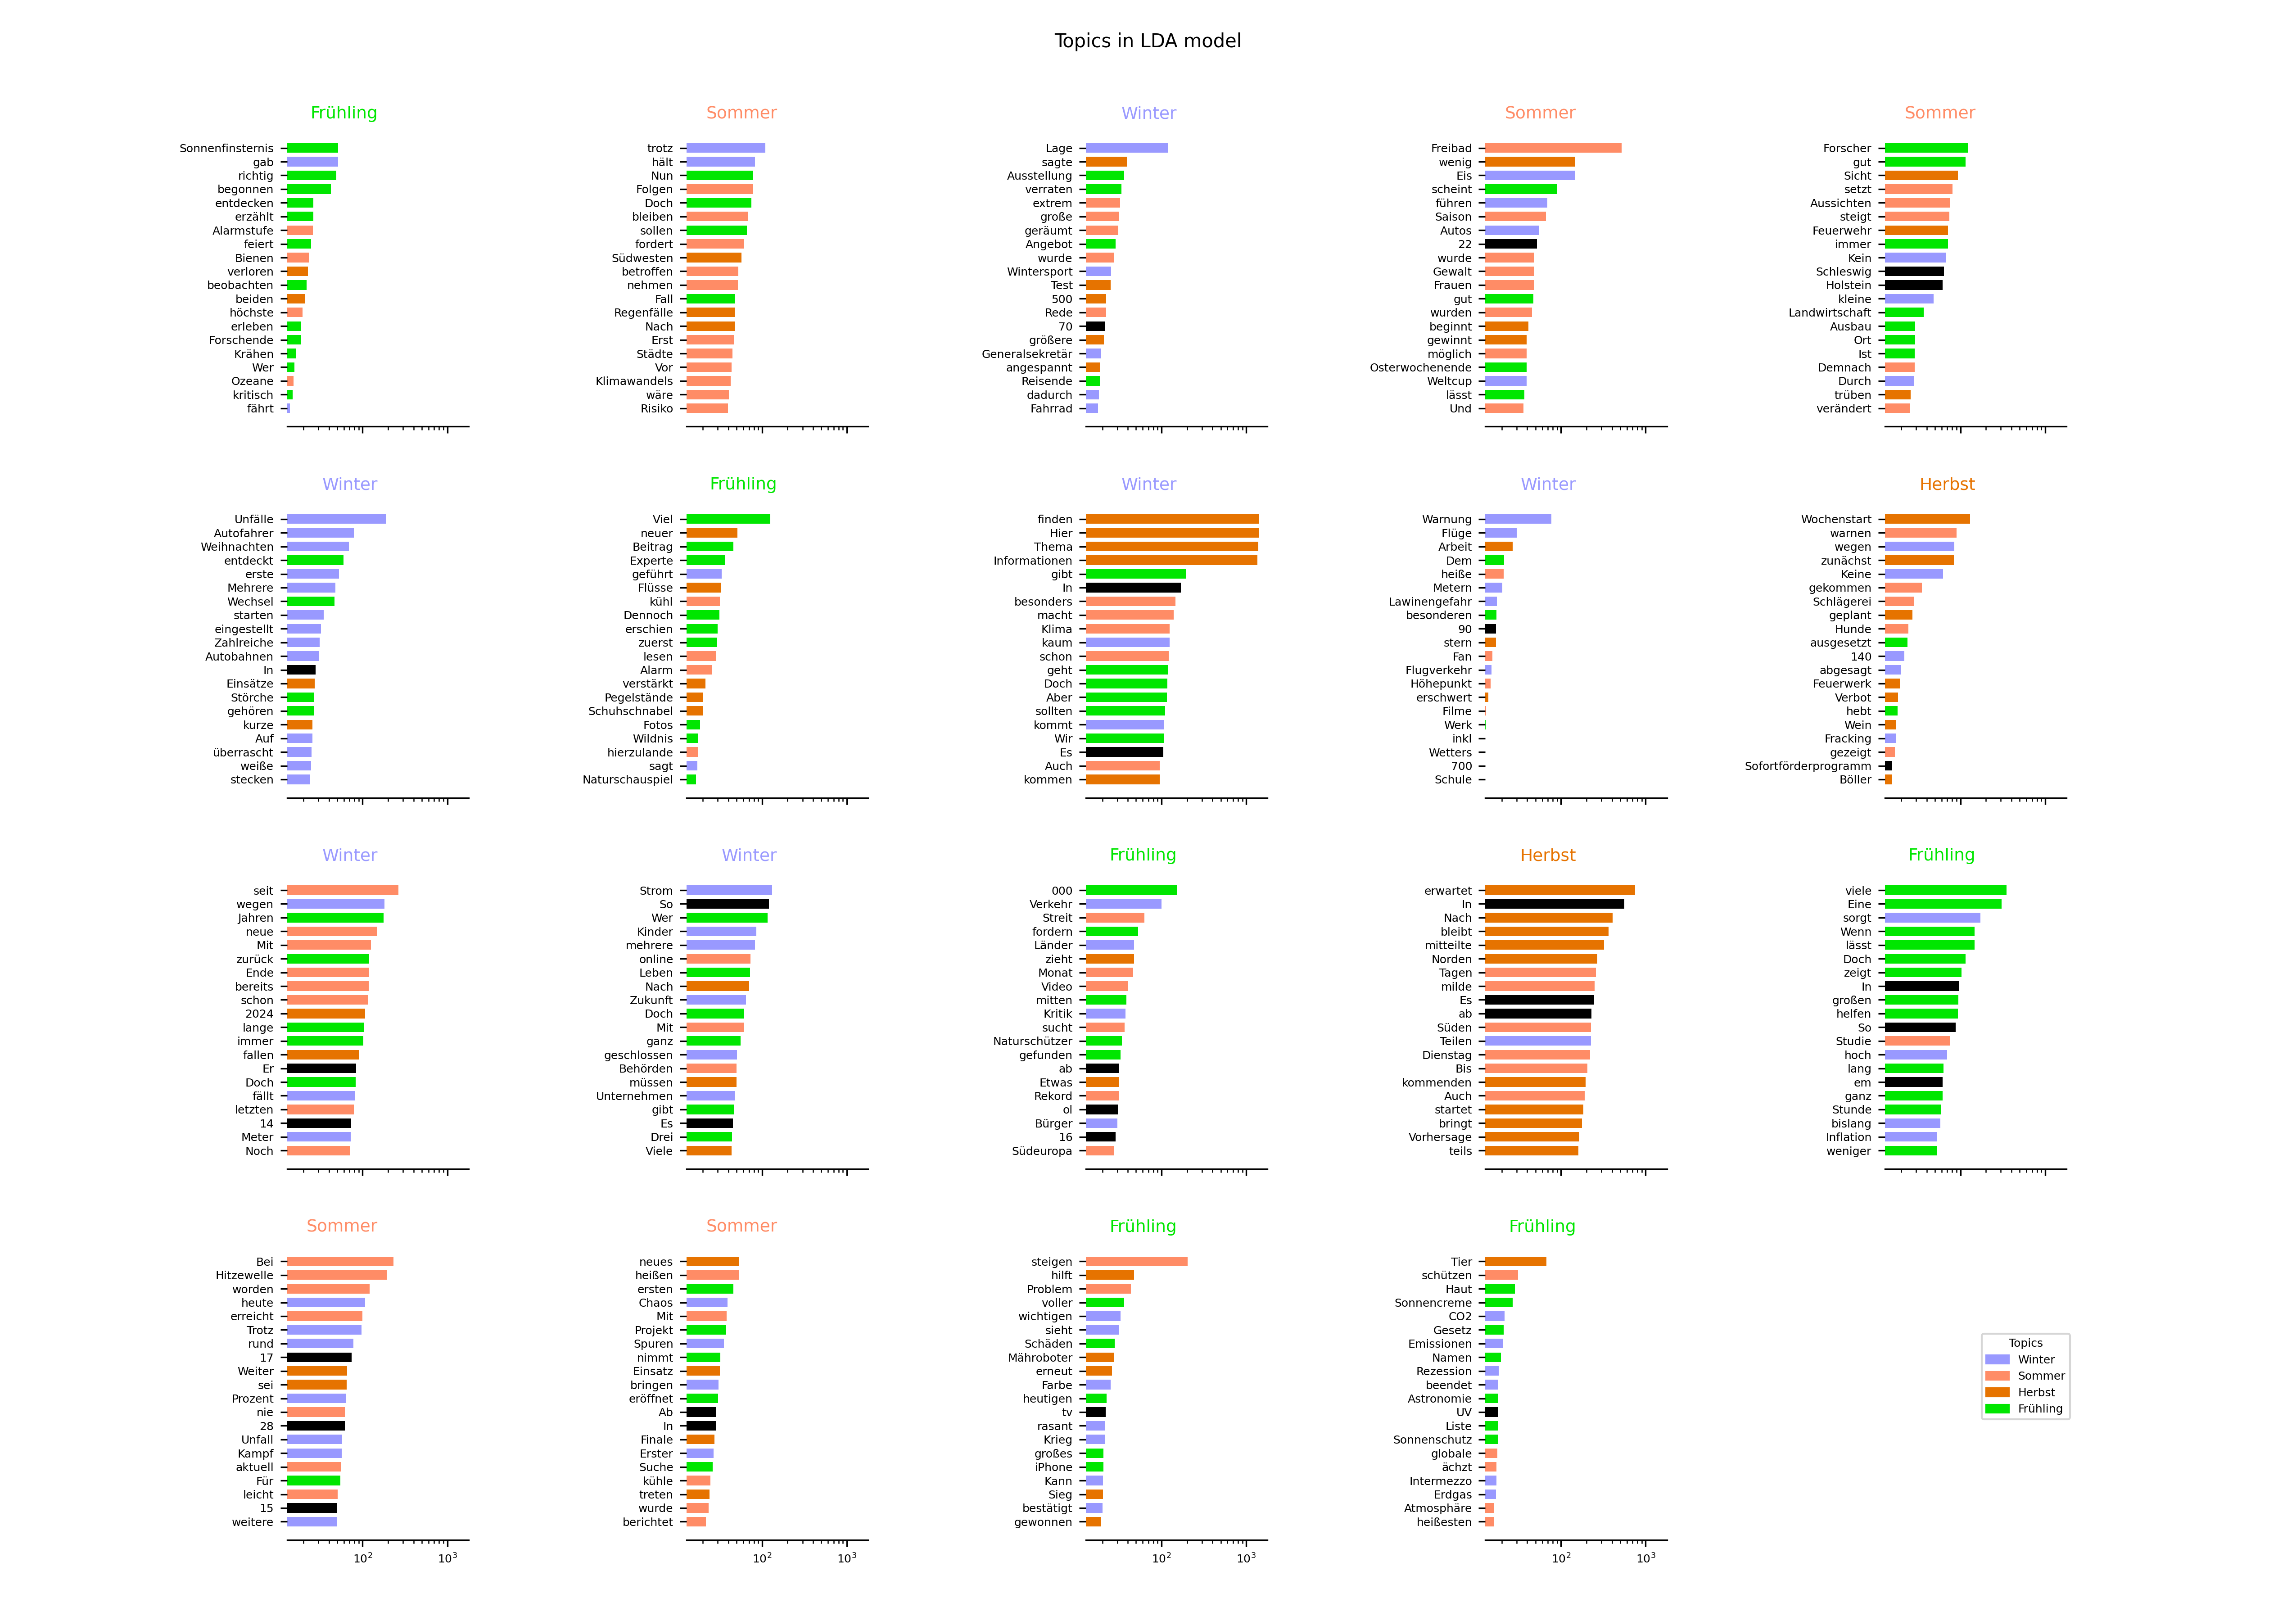 Topics in LDA model
Frühling
Sonnenfinsternis
gab
richtig
begonnen
entdecken
erzählt
Alarmstufe
feiert
Bienen
verloren
beobachten
beiden
höchste
erleben
Forschende
Krähen
Wer
Ozeane
kritisch
fährt
Sommer
trotz
hält
Nun
Folgen
Doch
bleiben
sollen
fordert
Südwesten
betroffen
nehmen
Fall
Regenfälle
Nach
Erst
Städte
Vor
Klimawandels
wäre
Risiko
Winter
Lage
sagte
Ausstellung
verraten
extrem
große
geräumt
Angebot
wurde
Wintersport
Test
500
Rede
70
größere
Generalsekretär
angespannt
Reisende
dadurch
Fahrrad
Sommer
Freibad
wenig
Eis
scheint
führen
Saison
Autos
22
wurde
Gewalt
Frauen
gut
wurden
beginnt
gewinnt
möglich
Osterwochenende
Weltcup
lässt
Und
Sommer
Forscher
gut
Sicht
setzt
Aussichten
steigt
Feuerwehr
immer
Kein
Schleswig
Holstein
kleine
Landwirtschaft
Ausbau
Ort
Ist
Demnach
Durch
trüben
verändert
Winter
Unfälle
Autofahrer
Weihnachten
entdeckt
erste
Mehrere
Wechsel
starten
eingestellt
Zahlreiche
Autobahnen
In
Einsätze
Störche
gehören
kurze
Auf
überrascht
weiße
stecken
Frühling
Viel
neuer
Beitrag
Experte
geführt
Flüsse
kühl
Dennoch
erschien
zuerst
lesen
Alarm
verstärkt
Pegelstände
Schuhschnabel
Fotos
Wildnis
hierzulande
sagt
Naturschauspiel
Winter
finden
Hier
Thema
Informationen
gibt
In
besonders
macht
Klima
kaum
schon
geht
Doch
Aber
sollten
kommt
Wir
Es
Auch
kommen
Winter
Warnung
Flüge
Arbeit
Dem
heiße
Metern
Lawinengefahr
besonderen
90
stern
Fan
Flugverkehr
Höhepunkt
erschwert
Filme
Werk
inkl
Wetters
700
Schule
Herbst
Wochenstart
warnen
wegen
zunächst
Keine
gekommen
Schlägerei
geplant
Hunde
ausgesetzt
140
abgesagt
Feuerwerk
Verbot
hebt
Wein
Fracking
gezeigt
Sofortförderprogramm
Böller
Winter
seit
wegen
Jahren
neue
Mit
zurück
Ende
bereits
schon
2024
lange
immer
fallen
Er
Doch
fällt
letzten
14
Meter
Noch
Winter
Strom
So
Wer
Kinder
mehrere
online
Leben
Nach
Zukunft
Doch
Mit
ganz
geschlossen
Behörden
müssen
Unternehmen
gibt
Es
Drei
Viele
Frühling
000
Verkehr
Streit
fordern
Länder
zieht
Monat
Video
mitten
Kritik
sucht
Naturschützer
gefunden
ab
Etwas
Rekord
ol
Bürger
16
Südeuropa
Herbst
erwartet
In
Nach
bleibt
mitteilte
Norden
Tagen
milde
Es
ab
Süden
Teilen
Dienstag
Bis
kommenden
Auch
startet
bringt
Vorhersage
teils
Frühling
viele
Eine
sorgt
Wenn
lässt
Doch
zeigt
In
großen
helfen
So
Studie
hoch
lang
em
ganz
Stunde
bislang
Inflation
weniger
Sommer
Bei
Hitzewelle
worden
heute
erreicht
Trotz
rund
17
Weiter
sei
Prozent
nie
28
Unfall
Kampf
aktuell
Für
leicht
15
weitere
10² 10³
Sommer
neues
heißen
ersten
Chaos
Mit
Projekt
Spuren
nimmt
Einsatz
bringen
eröffnet
Ab
In
Finale
Erster
Suche
kühle
treten
wurde
berichtet
10² 10³
Frühling
steigen
hilft
Problem
voller
wichtigen
sieht
Schäden
Mähroboter
erneut
Farbe
heutigen
tv
rasant
Krieg
großes
iPhone
Kann
Sieg
bestätigt
gewonnen
10² 10³
Frühling
Tier
schützen
Haut
Sonnencreme
CO2
Gesetz
Emissionen
Namen
Rezession
beendet
Astronomie
UV
Liste
Sonnenschutz
globale
ächzt
Intermezzo
Erdgas
Atmosphäre
heißesten
10² 10³
Topics
Winter
Sommer
Herbst
Frühling